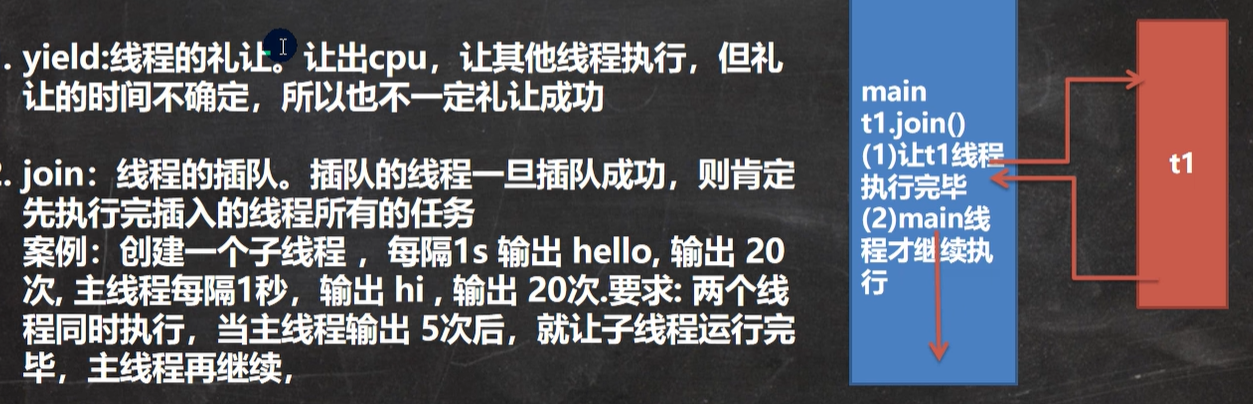 . yield:线程的礼让。让出cpu，让其他线程执行，但礼
让的时间不确定，所以也不一定礼让成功
. join：线程的插队。插队的线程一旦插队成功，则肯定
先执行完插入的线程所有的任务
案例：创建一个子线程 ，每隔1s 输出 hello, 输出 20
次, 主线程每隔1秒，输出 hi , 输出 20次.要求: 两个线
程同时执行，当主线程输出 5次后，就让子线程运行完
毕，主线程再继续，
main
t1.join()
(1)让t1线程
执行完毕
(2)main线
程才继续执
行
t1